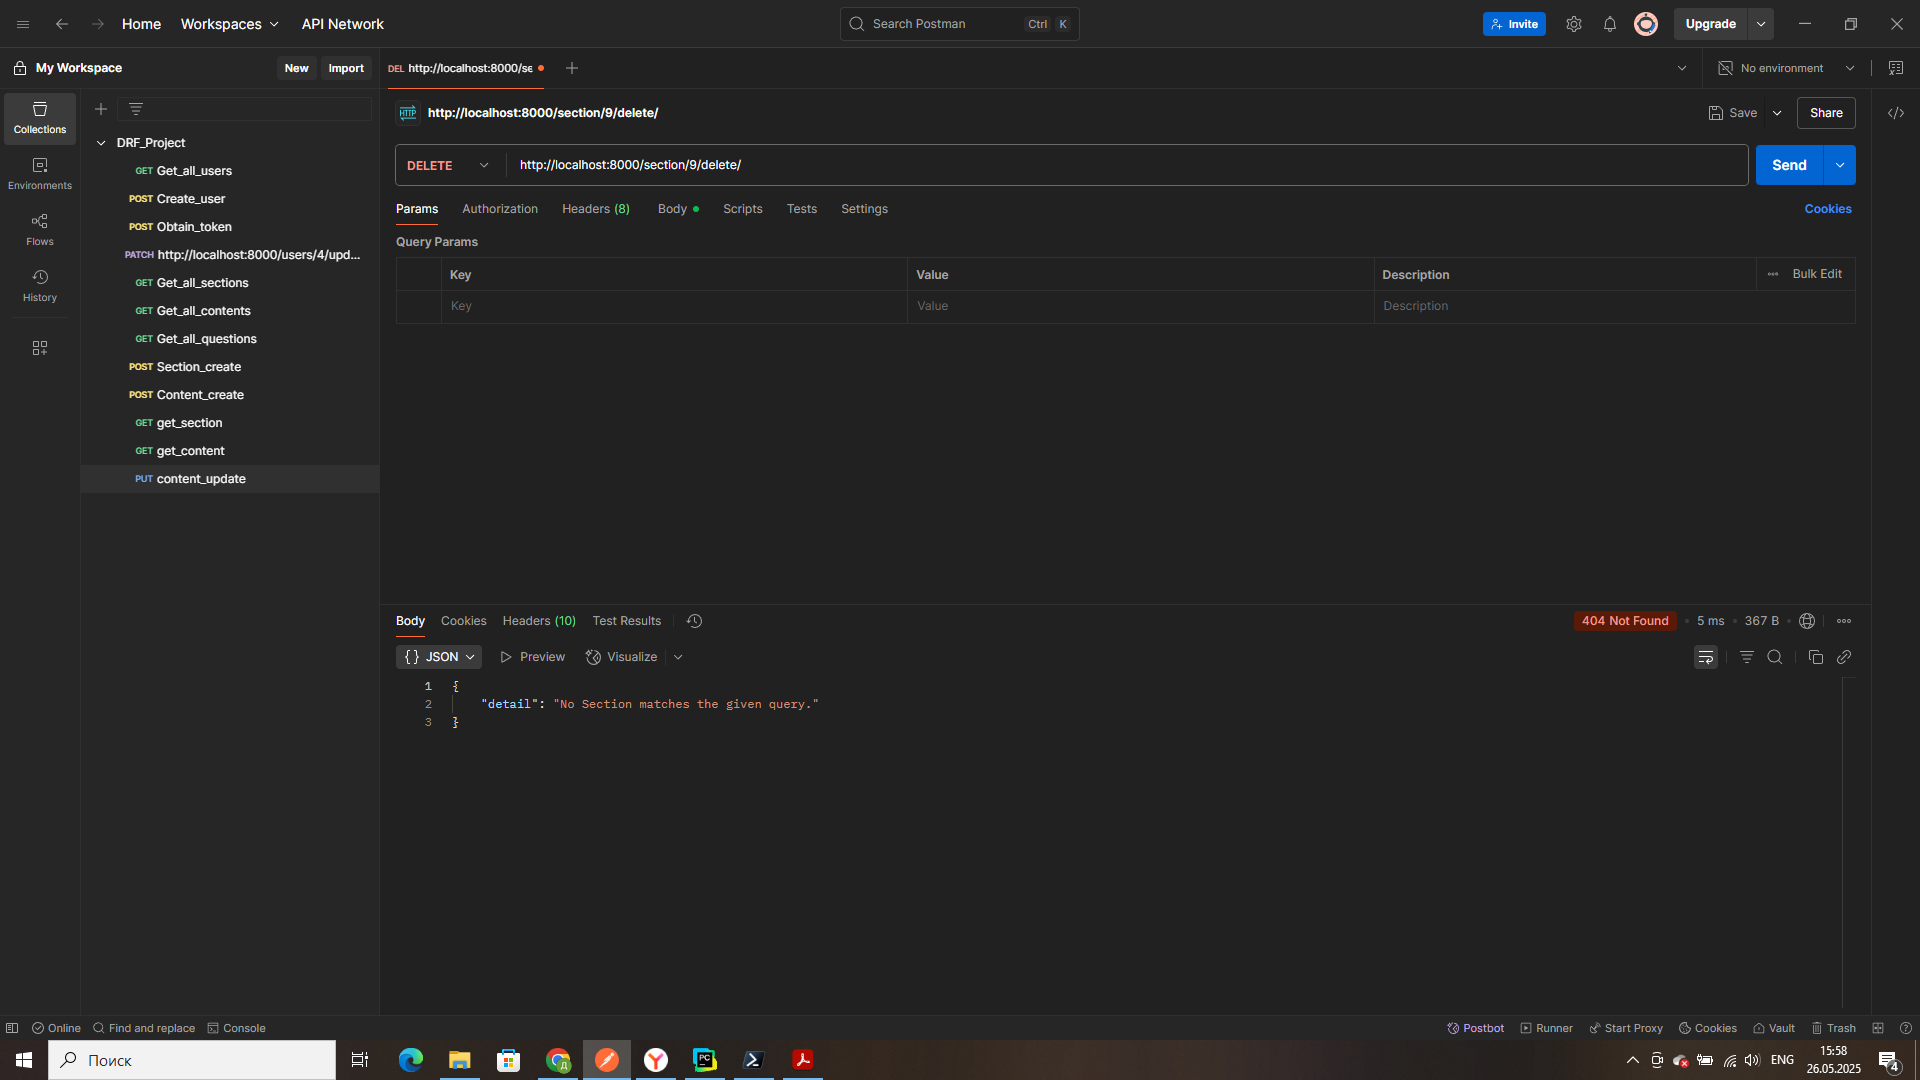 Home
Workspaces
API Network
Search Postman
Ctrl K
Invite
Upgrade
My Workspace
New
Import
DEL http://localhost:8000/se
No environment
Collections
Environments
Flows
History
DRF_Project
GET Get_all_users
POST Create_user
POST Obtain_token
PATCH http://localhost:8000/users/4/upd...
GET Get_all_sections
GET Get_all_contents
GET Get_all_questions
POST Section_create
POST Content_create
GET get_section
GET get_content
PUT content_update
HTTP http://localhost:8000/section/9/delete/
Save
Share
DELETE
http://localhost:8000/section/9/delete/
Send
Params
Authorization
Headers (8)
Body
Scripts
Tests
Settings
Cookies
Query Params
Key
Value
Description
Bulk Edit
Key
Value
Description
Body
Cookies
Headers (10)
Test Results
404 Not Found
5 ms
367 B
{} JSON
Preview
Visualize
1 {
2 "detail": "No Section matches the given query."
3 }
Online
Find and replace
Console
Postbot
Runner
Start Proxy
Cookies
Vault
Trash
Поиск
Д
Y
PC
ENG
15:58
26.05.2025
4